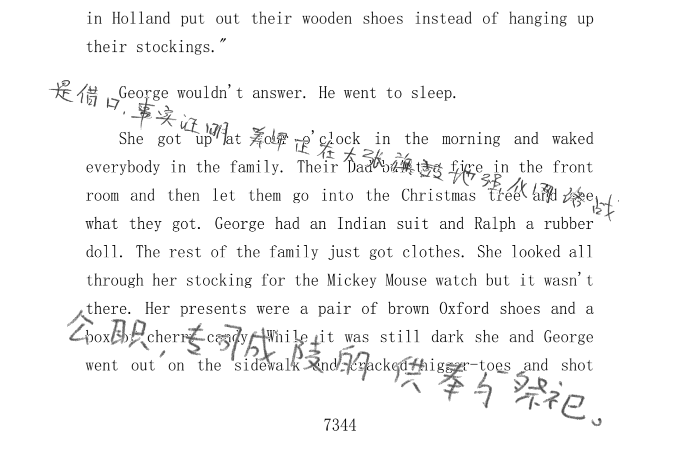 in Holland put out their wooden shoes instead of hanging up
their stockings."
George wouldn't answer. He went to sleep.
是借口,事实证明 正在大张旗鼓地强化
She got up at four o'clock in the morning and waked
everybody in the family. Their Dad built a fire in the front
room and then let them go into the Christmas tree and see
what they got. George had an Indian suit and Ralph a rubber
doll. The rest of the family just got clothes. She looked all
through her stocking for the Mickey Mouse watch but it wasn't
there. Her presents were a pair of brown Oxford shoes and a
box of cherry candy. While it was still dark she and George
公职,专司成陵的供奉与祭祀。
went out on the sidewalk and cracked nigger-toes and shot
7344